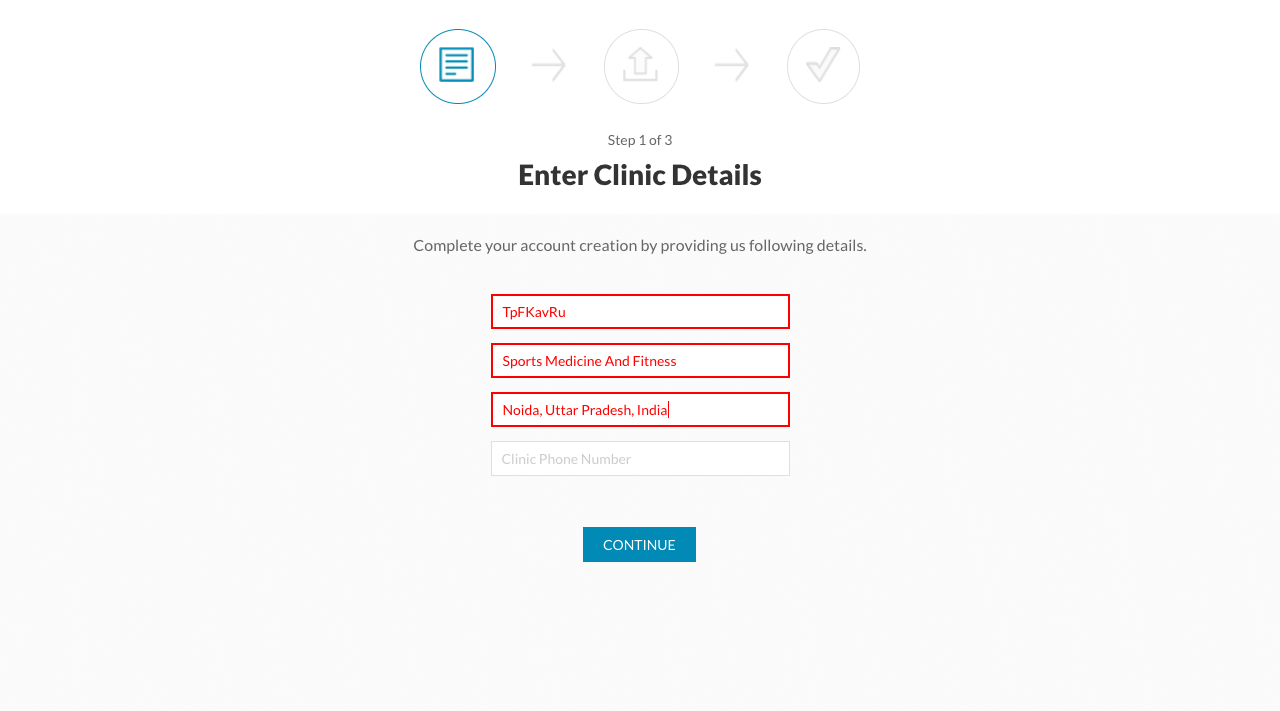 Step 1 of 3
Enter Clinic Details
Complete your account creation by providing us following details.
TpFKavRu
Sports Medicine And Fitness
Noida, Uttar Pradesh, India
Clinic Phone Number
CONTINUE